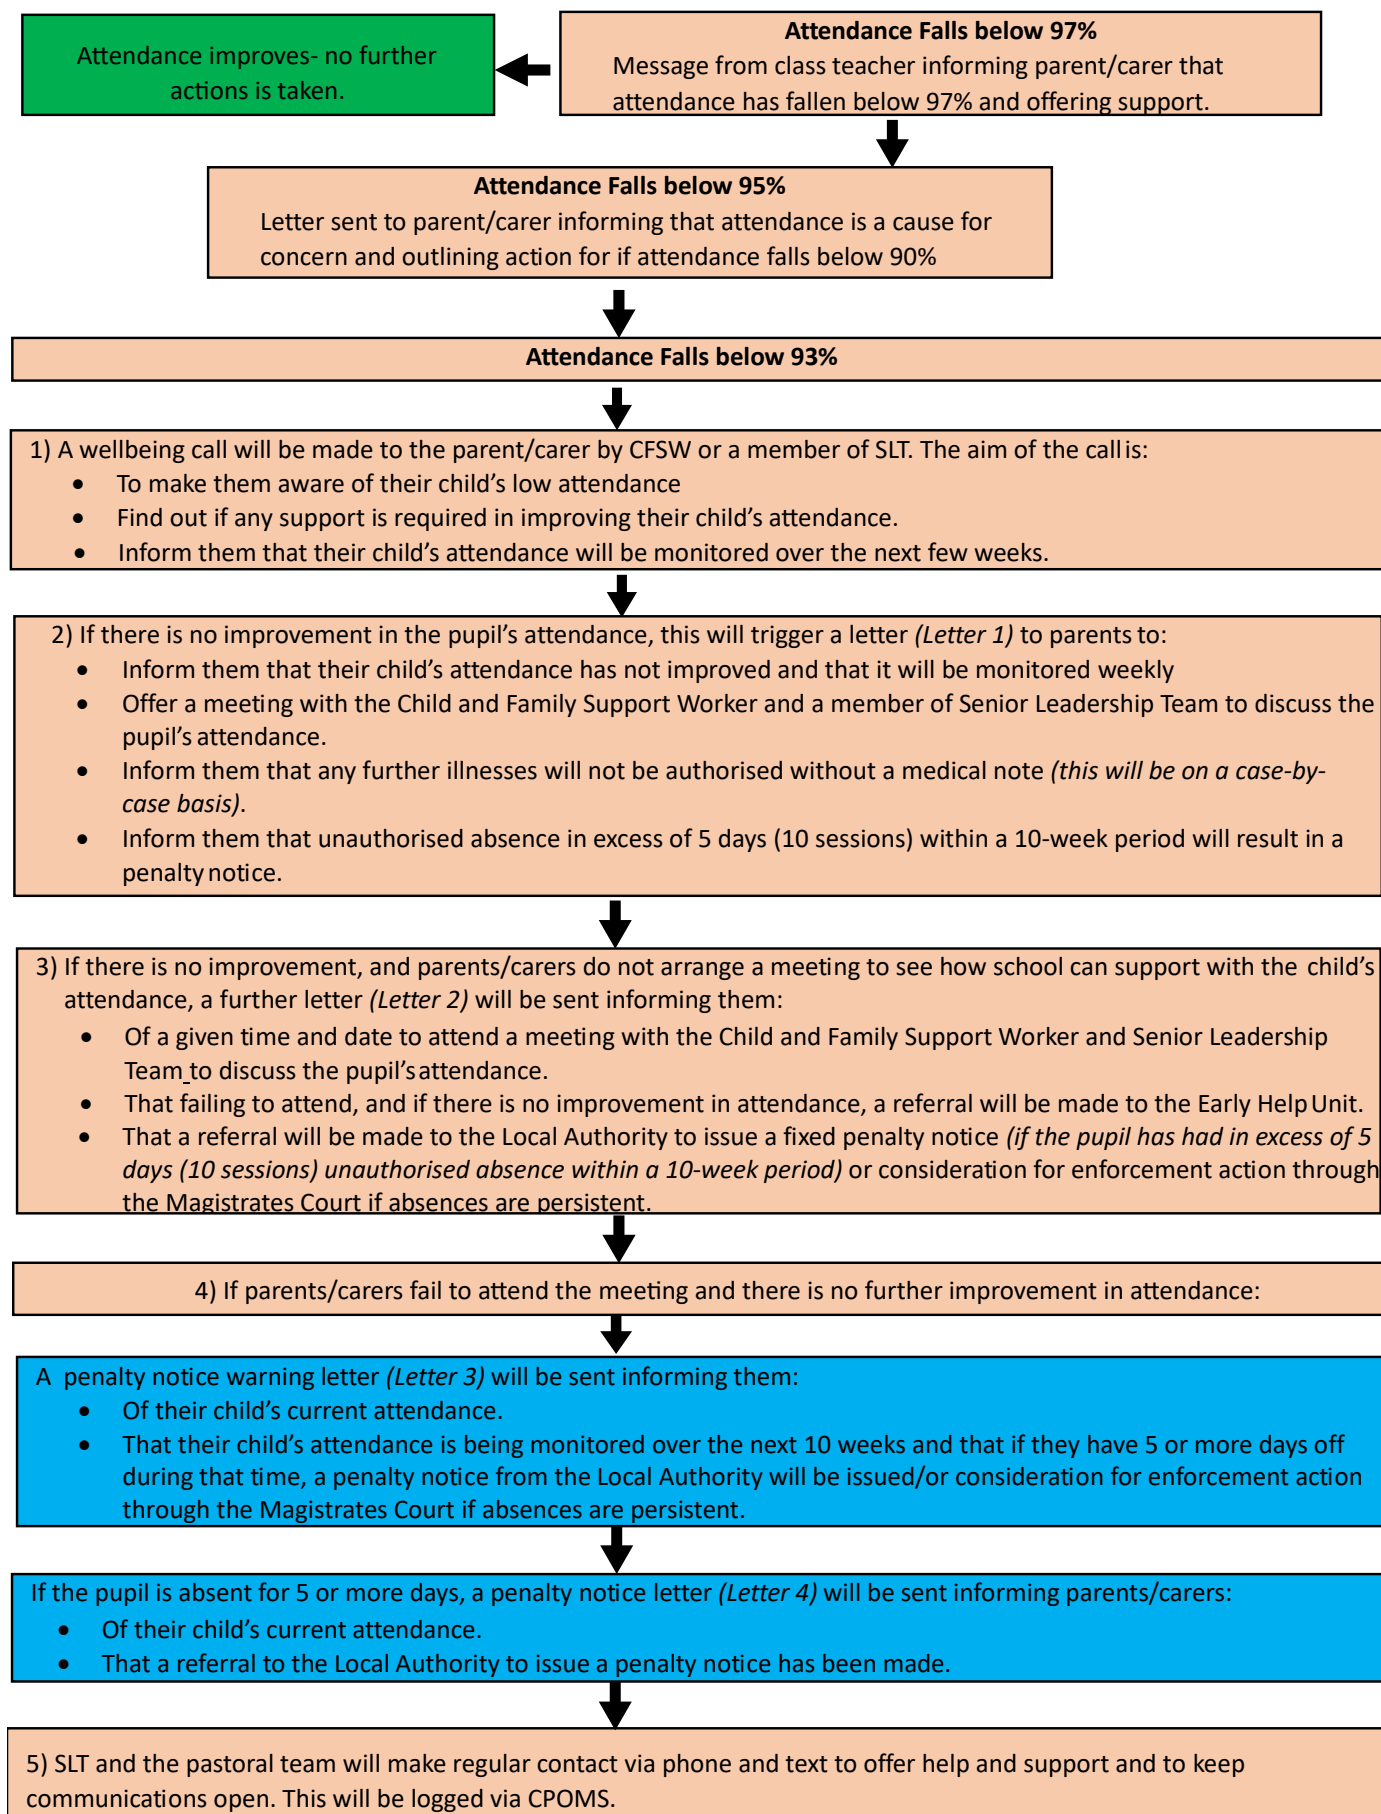 Attendance improves- no further
actions is taken.
Attendance Falls below 97%
Message from class teacher informing parent/carer that
attendance has fallen below 97% and offering support.
Attendance Falls below 95%
Letter sent to parent/carer informing that attendance is a cause for
concern and outlining action for if attendance falls below 90%
Attendance Falls below 93%
1) A wellbeing call will be made to the parent/carer by CFSW or a member of SLT. The aim of the call is:
• To make them aware of their child’s low attendance
• Find out if any support is required in improving their child’s attendance.
• Inform them that their child’s attendance will be monitored over the next few weeks.
2) If there is no improvement in the pupil’s attendance, this will trigger a letter (Letter 1) to parents to:
• Inform them that their child’s attendance has not improved and that it will be monitored weekly
• Offer a meeting with the Child and Family Support Worker and a member of Senior Leadership Team to discuss the
pupil’s attendance.
• Inform them that any further illnesses will not be authorised without a medical note (this will be on a case-by-
case basis).
• Inform them that unauthorised absence in excess of 5 days (10 sessions) within a 10-week period will result in a
penalty notice.
3) If there is no improvement, and parents/carers do not arrange a meeting to see how school can support with the child’s
attendance, a further letter (Letter 2) will be sent informing them:
• Of a given time and date to attend a meeting with the Child and Family Support Worker and Senior Leadership
Team to discuss the pupil’s attendance.
• That failing to attend, and if there is no improvement in attendance, a referral will be made to the Early Help Unit.
• That a referral will be made to the Local Authority to issue a fixed penalty notice (if the pupil has had in excess of 5
days (10 sessions) unauthorised absence within a 10-week period) or consideration for enforcement action through
the Magistrates Court if absences are persistent.
4) If parents/carers fail to attend the meeting and there is no further improvement in attendance:
A penalty notice warning letter (Letter 3) will be sent informing them:
• Of their child’s current attendance.
• That their child’s attendance is being monitored over the next 10 weeks and that if they have 5 or more days off
during that time, a penalty notice from the Local Authority will be issued/or consideration for enforcement action
through the Magistrates Court if absences are persistent.
If the pupil is absent for 5 or more days, a penalty notice letter (Letter 4) will be sent informing parents/carers:
• Of their child’s current attendance.
• That a referral to the Local Authority to issue a penalty notice has been made.
5) SLT and the pastoral team will make regular contact via phone and text to offer help and support and to keep
communications open. This will be logged via CPOMS.